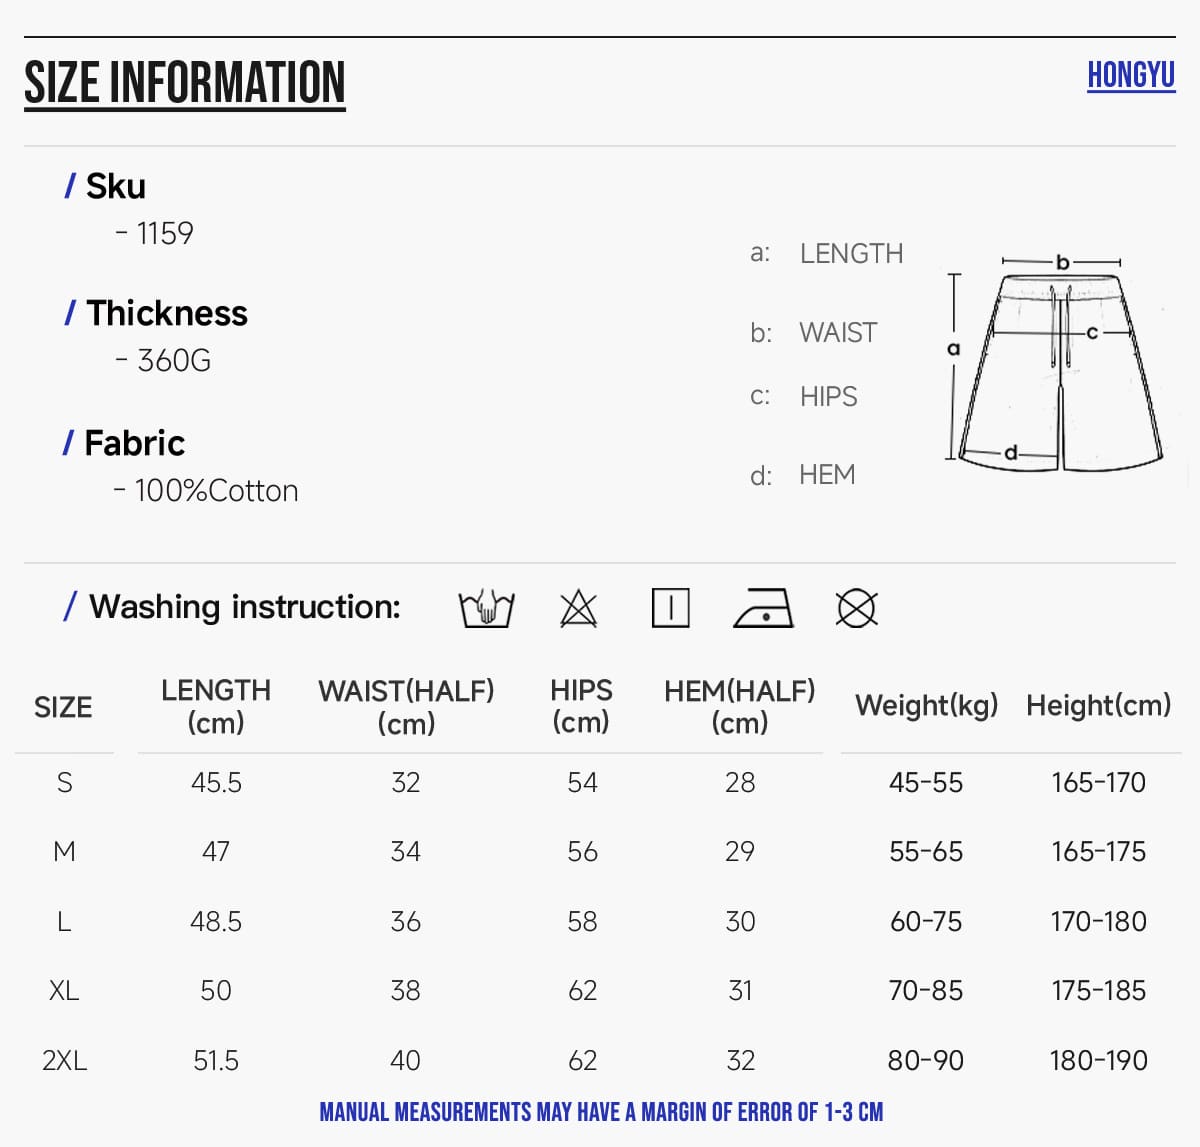 SIZE INFORMATION
HONGYU
/ Sku
- 1159
/ Thickness
- 360G
/ Fabric
- 100%Cotton
a: LENGTH
b: WAIST
c: HIPS
d: HEM
b
a
c
d
/ Washing instruction:
SIZE LENGTH (cm) WAIST(HALF) (cm) HIPS (cm) HEM(HALF) (cm) Weight(kg) Height(cm)
S 45.5 32 54 28 45-55 165-170
M 47 34 56 29 55-65 165-175
L 48.5 36 58 30 60-75 170-180
XL 50 38 62 31 70-85 175-185
2XL 51.5 40 62 32 80-90 180-190
MANUAL MEASUREMENTS MAY HAVE A MARGIN OF ERROR OF 1-3 CM